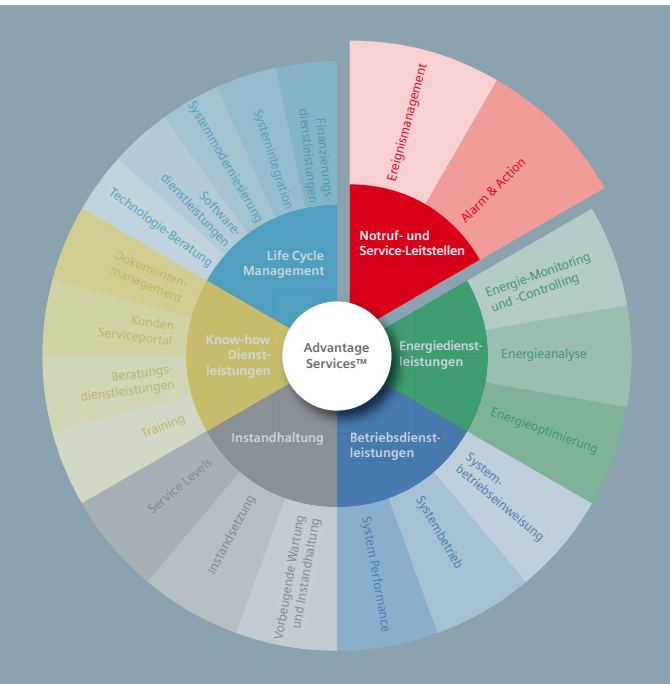 Advantage
Services™
Notruf- und
Service-Leitstellen
Ereignismanagement
Alarm & Action
Energiedienst-
leistungen
Energie-Monitoring
und -Controlling
Energieanalyse
Energieoptimierung
Betriebsdienst-
leistungen
System-
betriebseinweisung
Systembetrieb
System Performance
Instandhaltung
Vorbeugende Wartung
und Instandhaltung
Instandsetzung
Service Levels
Know-how
Dienst-
leistungen
Training
Beratungs-
dienstleistungen
Kunden
Serviceportal
Dokumenten-
management
Life Cycle
Management
Technologie-Beratung
Software-
dienstleistungen
Systemmoderniesierung
Systemintegration
Finanzierungs-
dienstleistungen